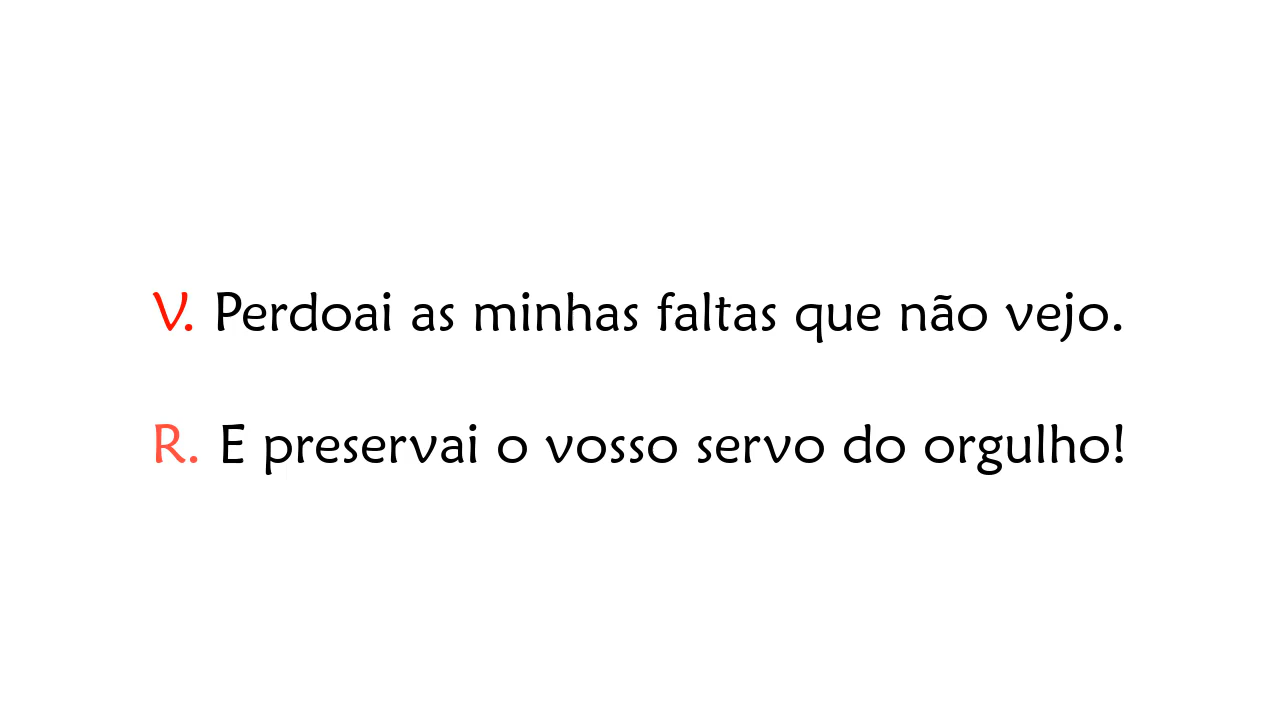 V. Perdoai as minhas faltas que não vejo.
R. E preservai o vosso servo do orgulho!